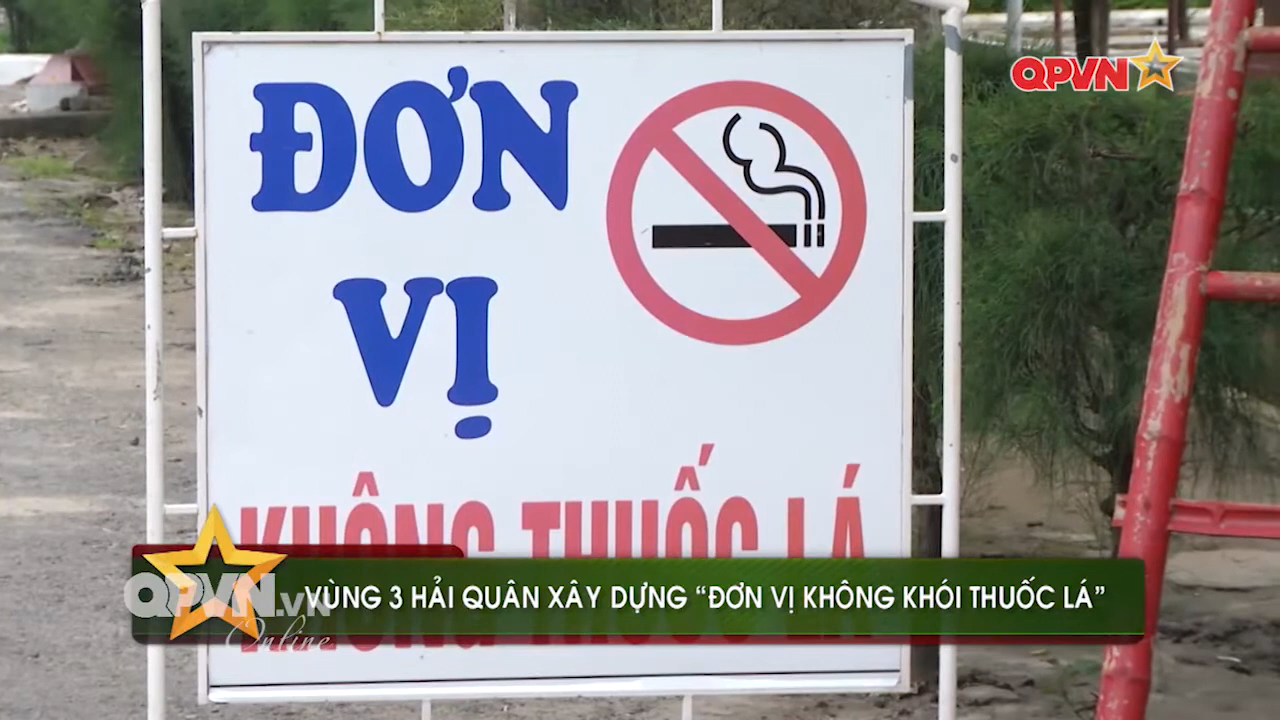 QPVN
ĐƠN
VỊ
KHÔNG THUỐC LÁ
QPVN.VN
Online
VÙNG 3 HẢI QUÂN XÂY DỰNG “ĐƠN VỊ KHÔNG KHÓI THUỐC LÁ”